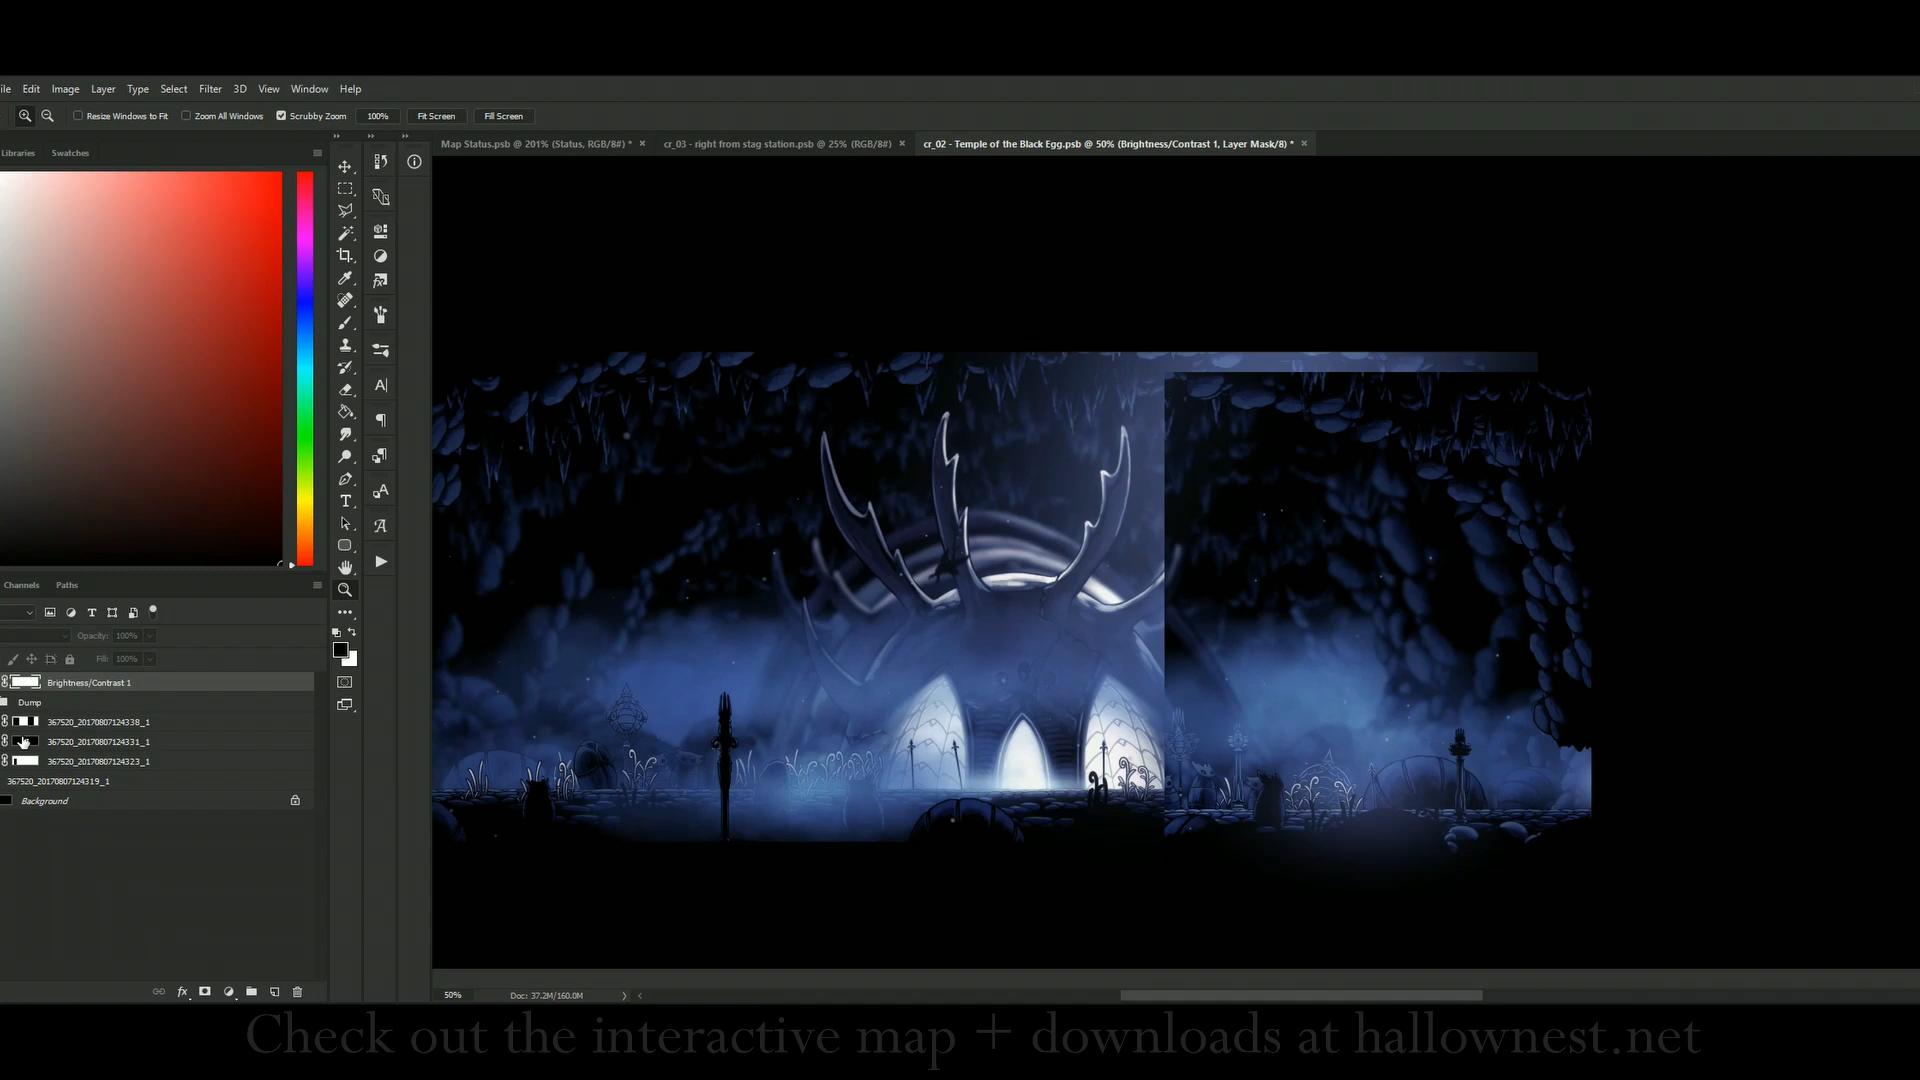 ile Edit Image Layer Type Select Filter 3D View Window Help
Resize Windows to Fit Zoom All Windows Scrubby Zoom 100% Fit Screen Fill Screen
Libraries Swatches
Map Status.psb @ 201% (Status, RGB/8#) * × cr_03 - right from stag station.psb @ 25% (RGB/8#) × cr_02 - Temple of the Black Egg.psb @ 50% (Brightness/Contrast 1, Layer Mask/8) * ×
Channels Paths
Opacity: 100%
Fill: 100%
Brightness/Contrast 1
Dump
367520_20170807124338_1
367520_20170807124331_1
367520_20170807124323_1
367520_20170807124319_1
Background
50% Doc: 37.2M/160.0M
Check out the interactive map + downloads at hallownest.net